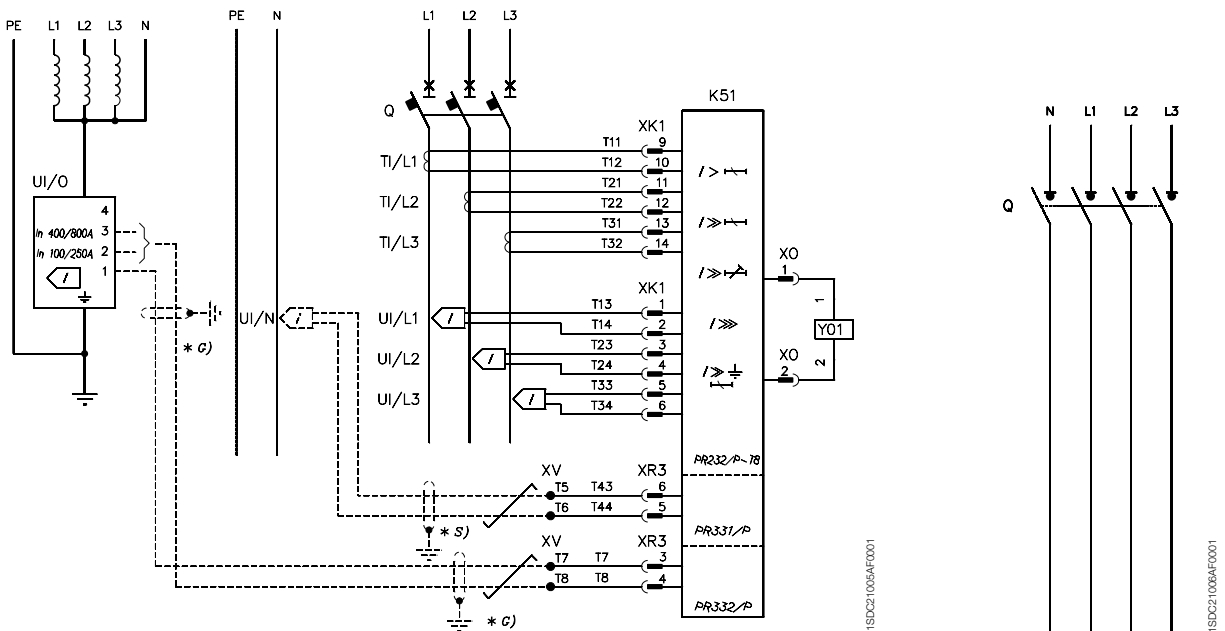 PE L1 L2 L3 N
PE N
L1 L2 L3
Q
K51
XK1
TI/L1
T11 9
T12 10
TI/L2
T21 11
T22 12
TI/L3
T31 13
T32 14
I>
I≫
I≫
I⋙
I≫
UI/O
4
In 400/800A 3
In 100/250A 2
1
I
* G)
UI/N I
XK1
UI/L1 I
T13 1
T14 2
UI/L2 I
T23 3
T24 4
UI/L3 I
T33 5
T34 6
XO
1
1
Y01
2
XO
2
PR232/P-T8
XV XR3
T5 T43 6
T6 T44 5
* S)
PR331/P
XV XR3
T7 T7 3
T8 T8 4
* G)
PR332/P
1SDC21005AF0001
N L1 L2 L3
Q
1SDC21006AF0001